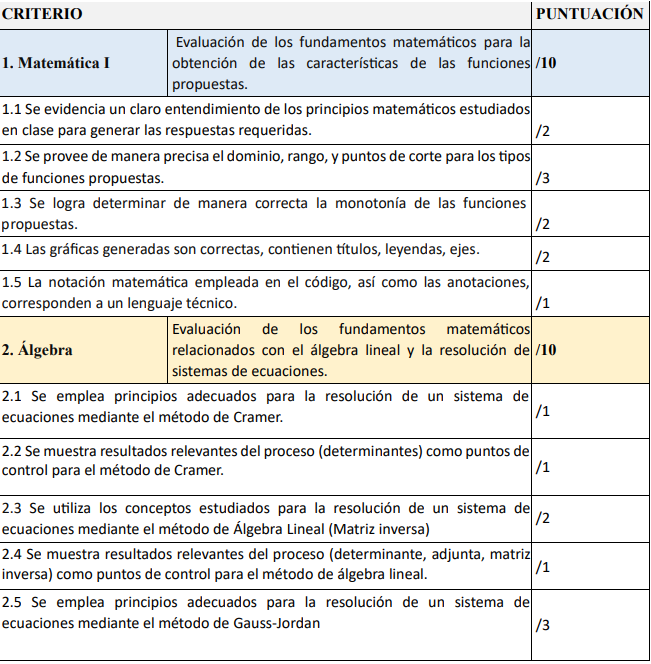 CRITERIO PUNTUACIÓN
1. Matemática I
Evaluación de los fundamentos matemáticos para la
obtención de las características de las funciones
propuestas.
/10
1.1 Se evidencia un claro entendimiento de los principios matemáticos estudiados
en clase para generar las respuestas requeridas.
/2
1.2 Se provee de manera precisa el dominio, rango, y puntos de corte para los tipos
de funciones propuestas.
/3
1.3 Se logra determinar de manera correcta la monotonía de las funciones
propuestas.
/2
1.4 Las gráficas generadas son correctas, contienen títulos, leyendas, ejes.
/2
1.5 La notación matemática empleada en el código, así como las anotaciones,
corresponden a un lenguaje técnico.
/1
2. Álgebra
Evaluación de los fundamentos matemáticos
relacionados con el álgebra lineal y la resolución de
sistemas de ecuaciones.
/10
2.1 Se emplea principios adecuados para la resolución de un sistema de
ecuaciones mediante el método de Cramer.
/1
2.2 Se muestra resultados relevantes del proceso (determinantes) como puntos de
control para el método de Cramer.
/1
2.3 Se utiliza los conceptos estudiados para la resolución de un sistema de
ecuaciones mediante el método de Álgebra Lineal (Matriz inversa)
/2
2.4 Se muestra resultados relevantes del proceso (determinante, adjunta, matriz
inversa) como puntos de control para el método de álgebra lineal.
/1
2.5 Se emplea principios adecuados para la resolución de un sistema de
ecuaciones mediante el método de Gauss-Jordan
/3